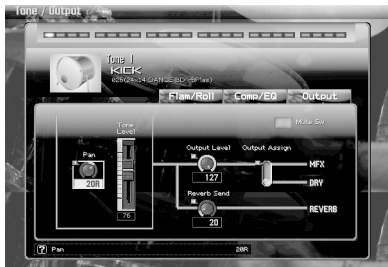 Tone / Output
Tone 1
KICK
Flam/Roll Comp/EQ Output
Mute Sw
Tone
Level
Pan
20R
76
Output Level
127
Output Assign
MFX
DRY
Reverb Send
20
REVERB
? Pan 20R